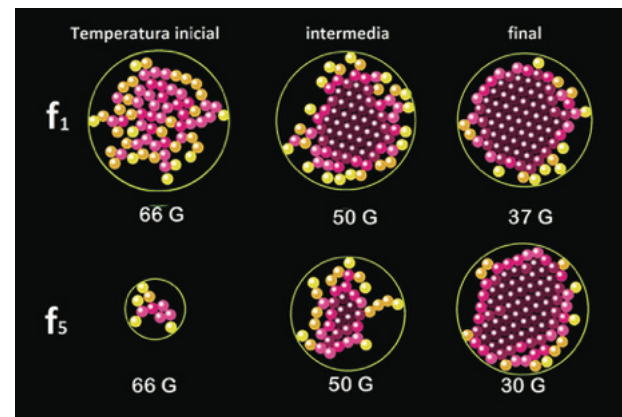 Temperatura inicial intermedia final
f₁
66 G 50 G 37 G
f₅
66 G 50 G 30 G